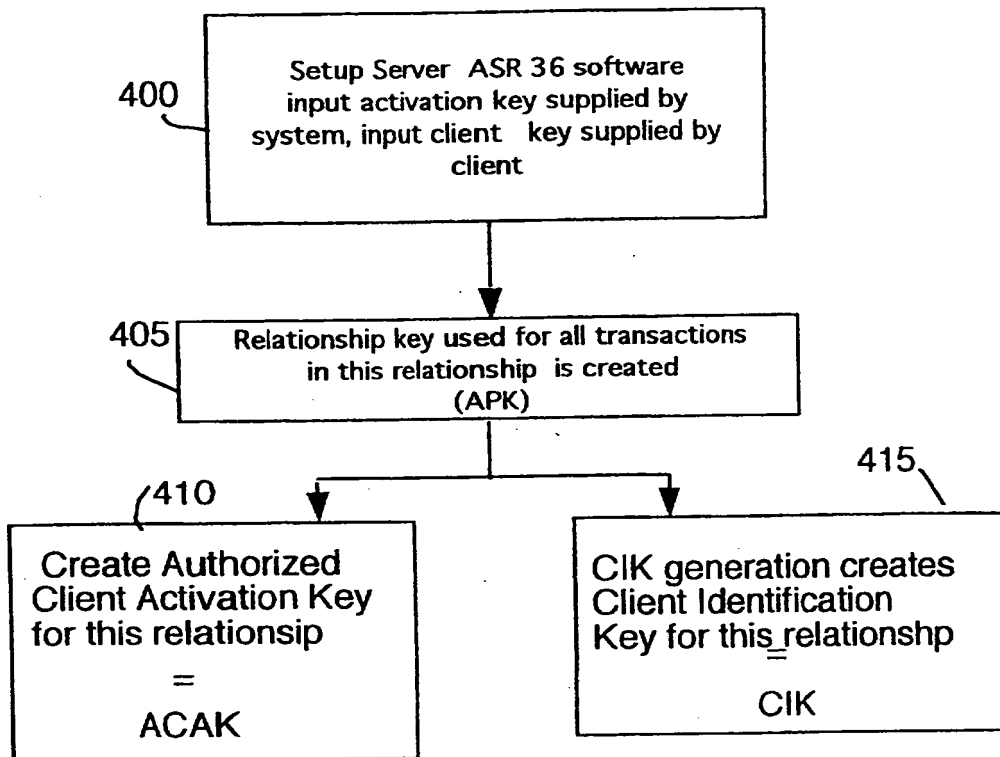 400
Setup Server ASR 36 software
input activation key supplied by
system, input client key supplied by
client
405
Relationship key used for all transactions
in this relationship is created
(APK)
410
Create Authorized
Client Activation Key
for this relationsip
=
ACAK
415
CIK generation creates
Client Identification
Key for this relationshp
=
CIK